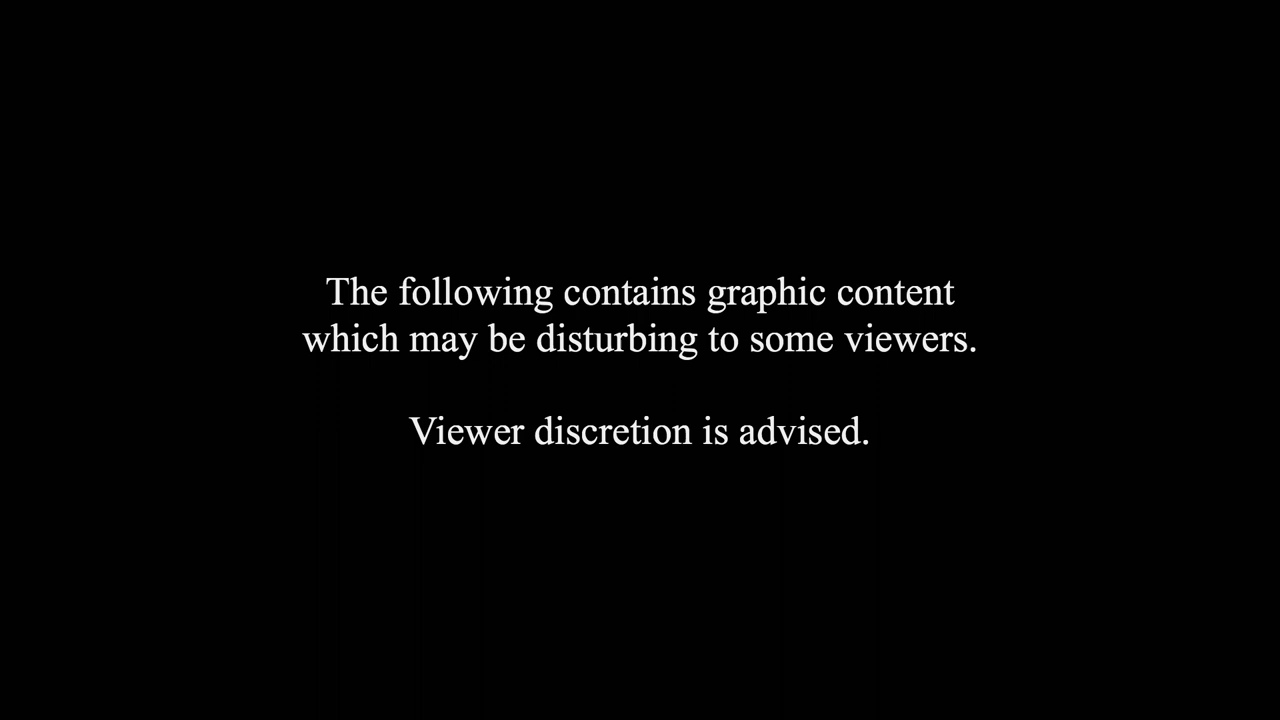 The following contains graphic content
which may be disturbing to some viewers.
Viewer discretion is advised.